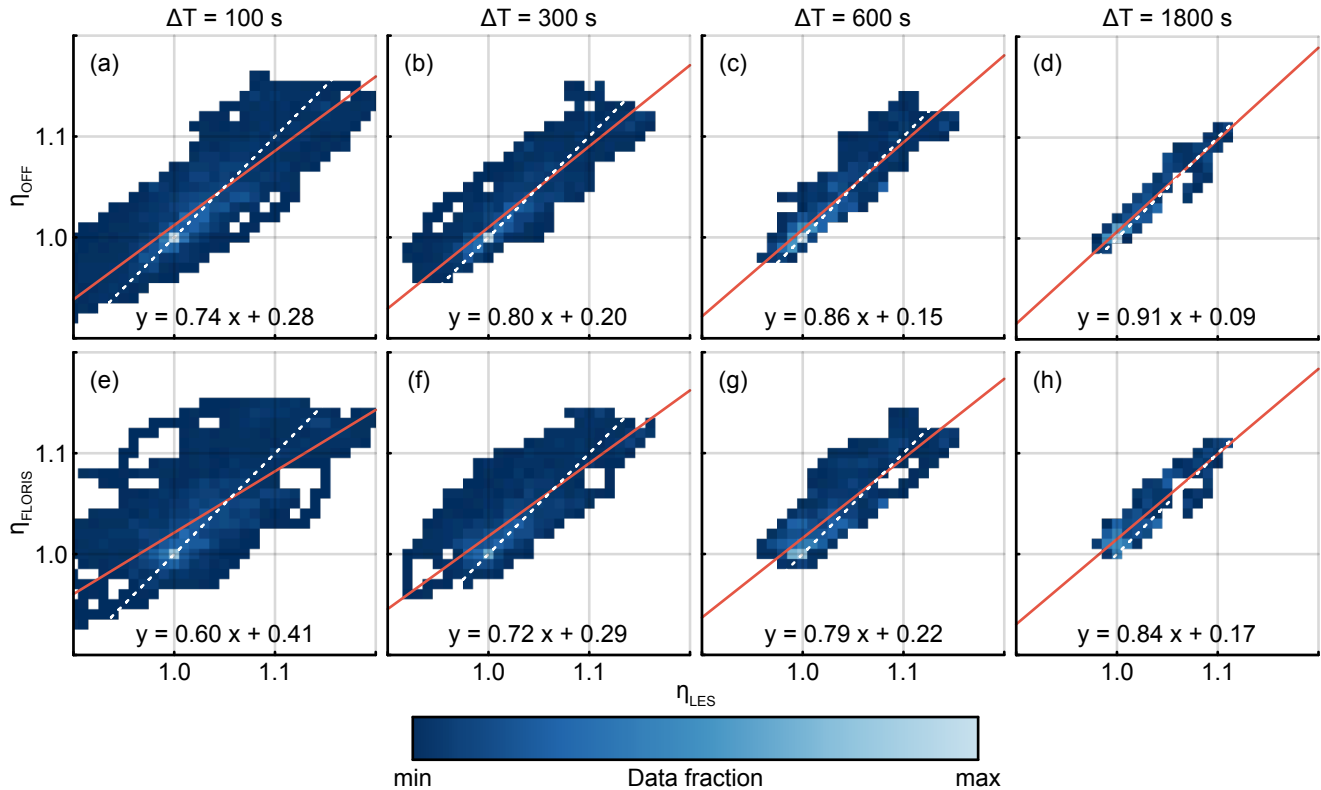 ΔT = 100 s ΔT = 300 s ΔT = 600 s ΔT = 1800 s
(a) (b) (c) (d)
1.1
η_OFF
1.0
y = 0.74 x + 0.28 y = 0.80 x + 0.20 y = 0.86 x + 0.15 y = 0.91 x + 0.09
(e) (f) (g) (h)
1.1
η_FLORIS
1.0
y = 0.60 x + 0.41 y = 0.72 x + 0.29 y = 0.79 x + 0.22 y = 0.84 x + 0.17
1.0 1.1 1.0 1.1 1.0 1.1 1.0 1.1
η_LES
min Data fraction max